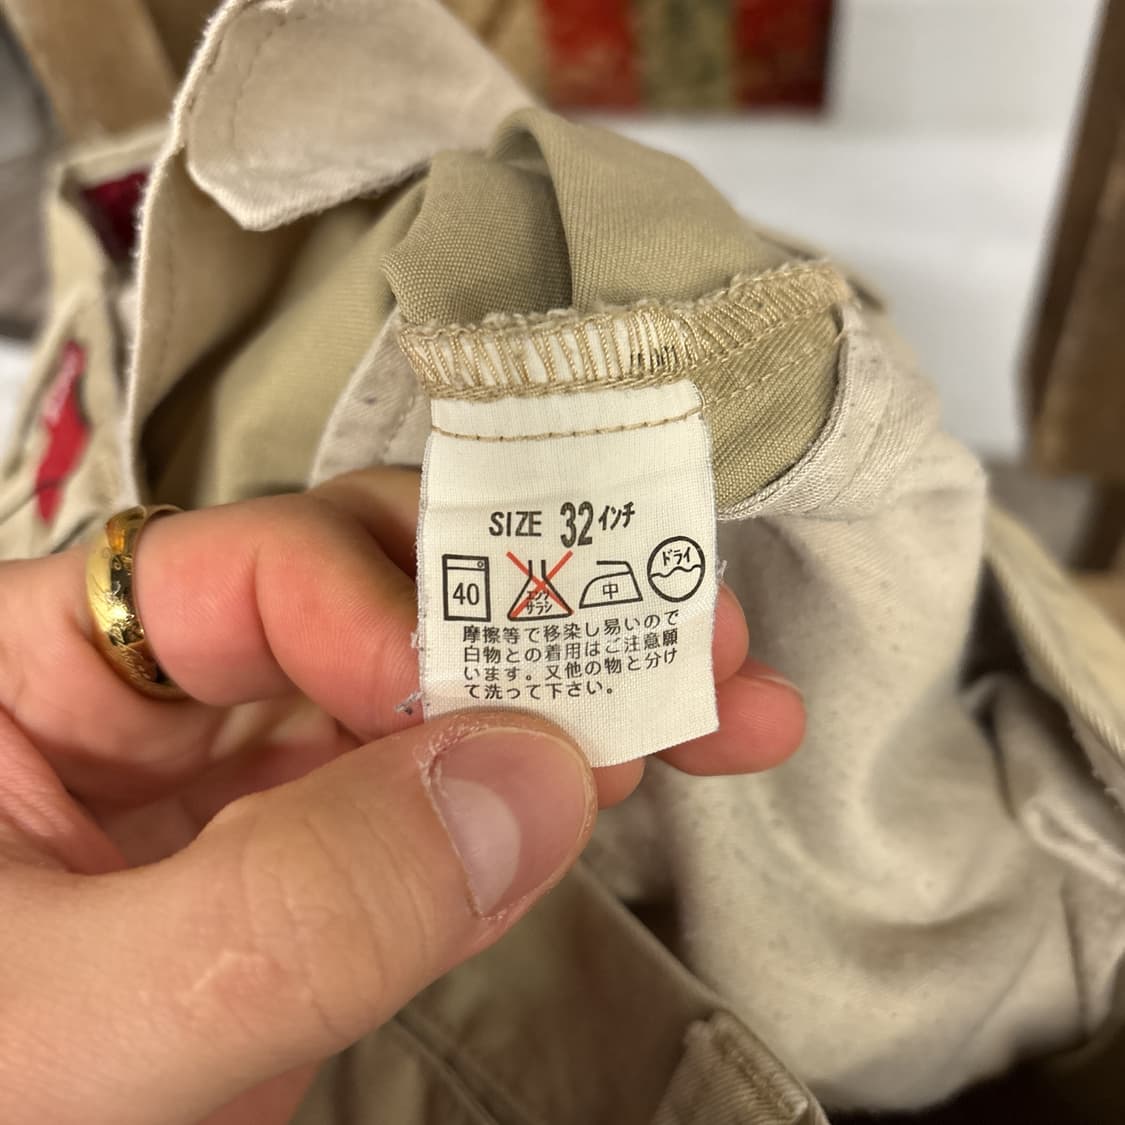 SIZE 32インチ
40 エンソサラシ 中 ドライ
摩擦等で移染し易いので
白物との着用はご注意願
います。又他の物と分け
て洗って下さい。